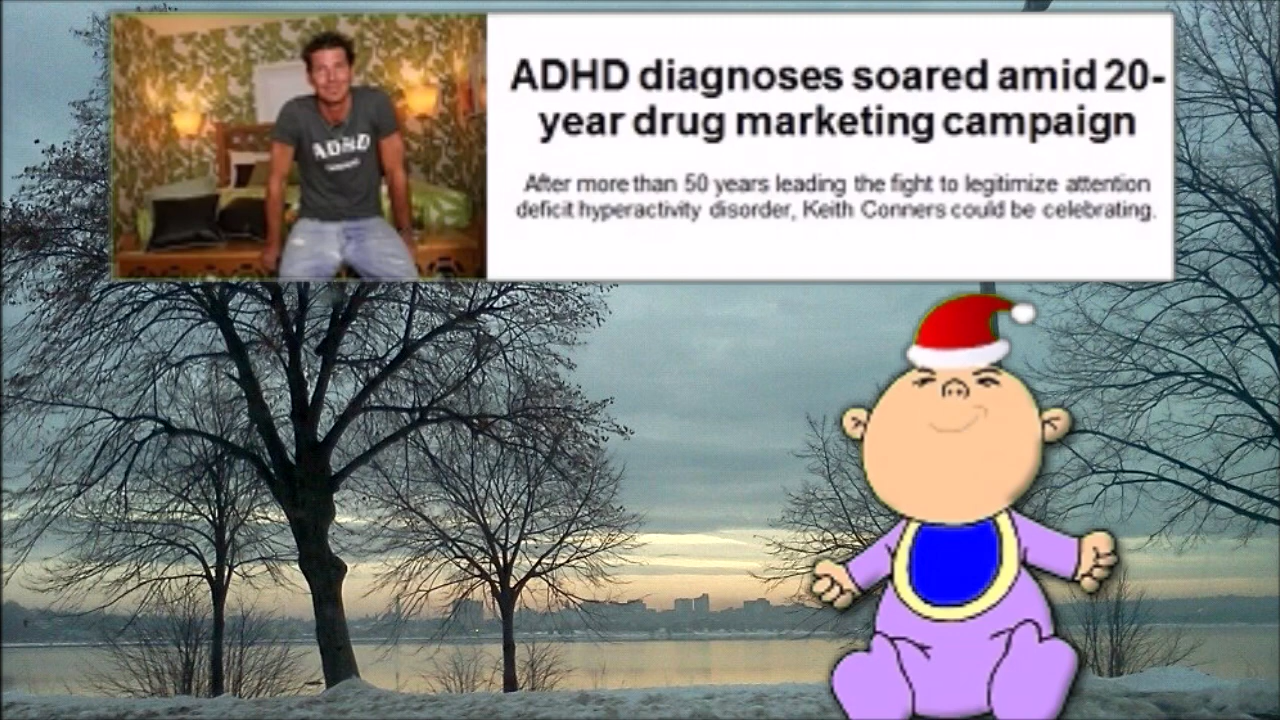 ADHD
ADHD diagnoses soared amid 20-
year drug marketing campaign
After more than 50 years leading the fight to legitimize attention
deficit hyperactivity disorder, Keith Conners could be celebrating.